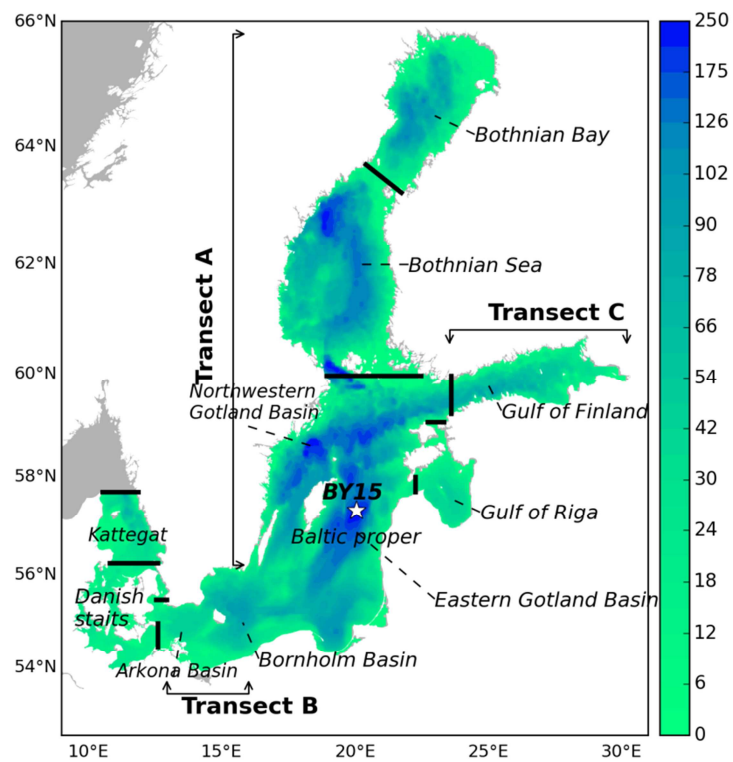 66°N
64°N
62°N
60°N
58°N
56°N
54°N
10°E
15°E
20°E
25°E
30°E
Transect A
Bothnian Bay
Bothnian Sea
Transect C
Northwestern
Gotland Basin
Gulf of Finland
BY15
Gulf of Riga
Kattegat
Baltic proper
Danish
staits
Eastern Gotland Basin
Bornholm Basin
Arkona Basin
Transect B
250
175
126
102
90
78
66
54
42
30
24
18
12
6
0